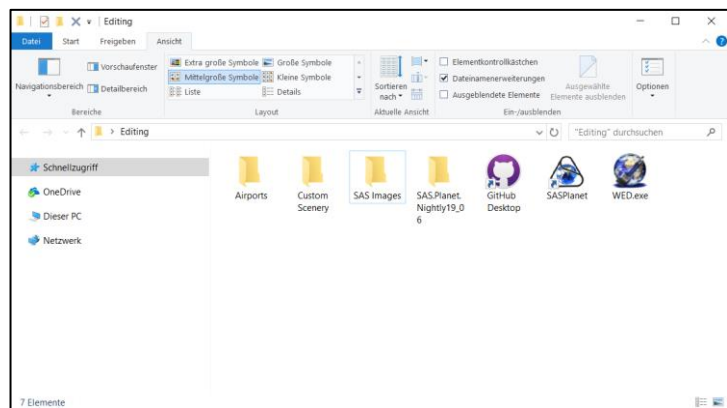 Editing
Datei Start Freigeben Ansicht
Navigationsbereich
Vorschaufenster
Detailbereich
Bereiche
Extra große Symbole Große Symbole
Mittelgroße Symbole Kleine Symbole
Liste Details
Layout
Sortieren nach
Aktuelle Ansicht
Elementkontrollkästchen
Dateinamenerweiterungen
Ausgeblendete Elemente
Ausgewählte
Elemente ausblenden
Ein-/ausblenden
Optionen
Editing
"Editing" durchsuchen
Schnellzugriff
OneDrive
Dieser PC
Netzwerk
Airports
Custom
Scenery
SAS Images
SAS.Planet.
Nightly19_0
6
GitHub
Desktop
SASPlanet
WED.exe
7 Elemente